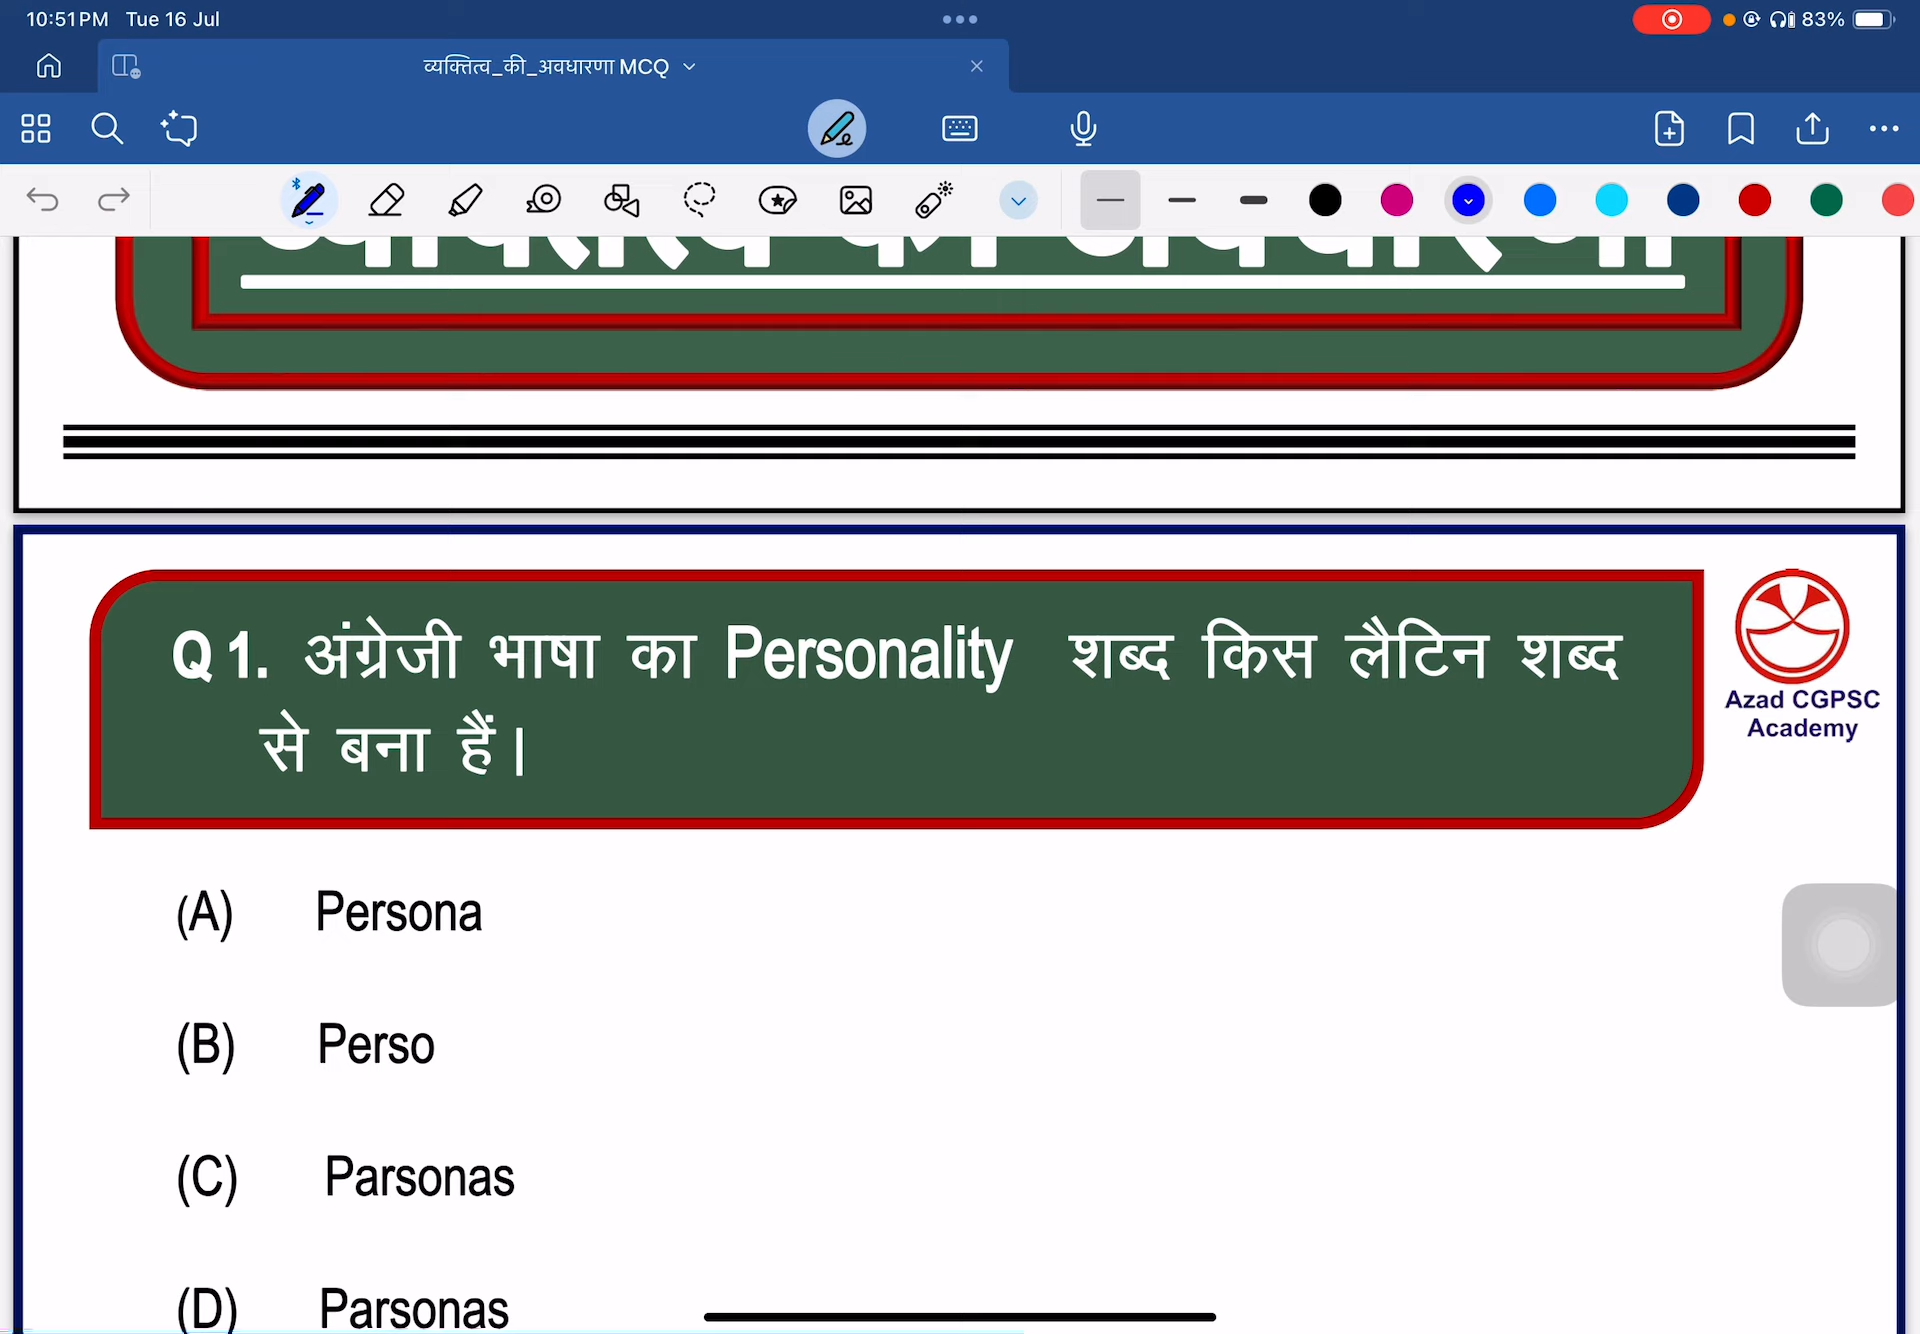 10:51 PM Tue 16 Jul
83%
व्यक्तित्व_की_अवधारणा MCQ
Q 1. अंग्रेजी भाषा का Personality शब्द किस लैटिन शब्द
से बना हैं।
Azad CGPSC
Academy
(A) Persona
(B) Perso
(C) Parsonas
(D) Parsonas